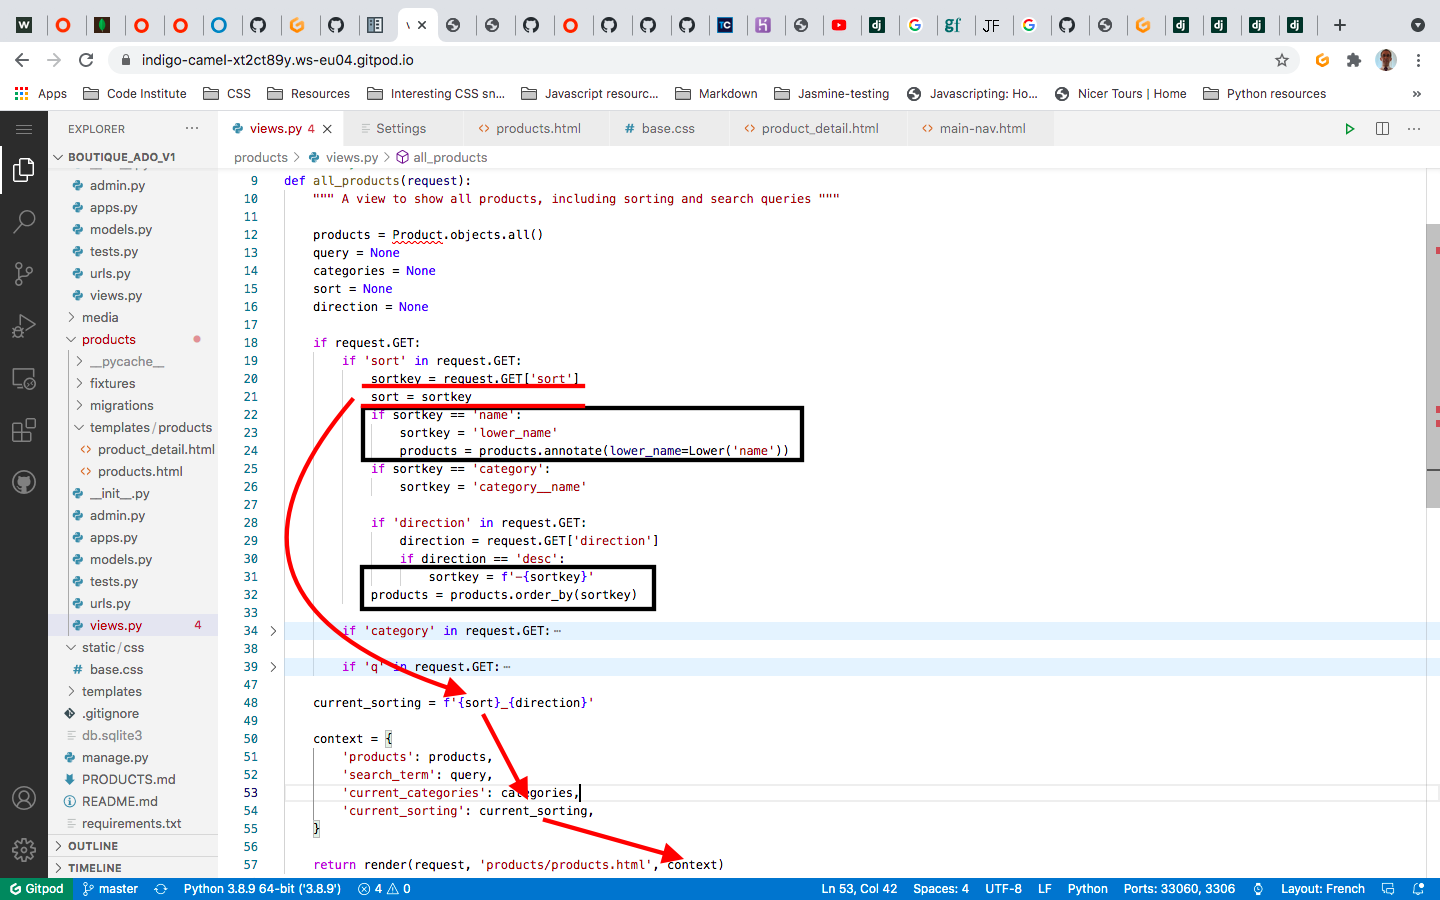 indigo-camel-xt2ct89y.ws-eu04.gitpod.io
Apps Code Institute CSS Resources Interesting CSS sn... Javascript resourc... Markdown Jasmine-testing Javascripting: Ho... Nicer Tours | Home Python resources »
EXPLORER ··· views.py 4 Settings products.html base.css product_detail.html main-nav.html ···
BOUTIQUE_ADO_V1
products > views.py > all_products
admin.py
apps.py
models.py
tests.py
urls.py
views.py
media
products
__pycache__
fixtures
migrations
templates/products
product_detail.html
products.html
__init__.py
admin.py
apps.py
models.py
tests.py
urls.py
views.py 4
static/css
base.css
templates
.gitignore
db.sqlite3
manage.py
PRODUCTS.md
README.md
requirements.txt
OUTLINE
TIMELINE
9 def all_products(request):
10 """ A view to show all products, including sorting and search queries """
11
12 products = Product.objects.all()
13 query = None
14 categories = None
15 sort = None
16 direction = None
17
18 if request.GET:
19 if 'sort' in request.GET:
20 sortkey = request.GET['sort']
21 sort = sortkey
22 if sortkey == 'name':
23 sortkey = 'lower_name'
24 products = products.annotate(lower_name=Lower('name'))
25 if sortkey == 'category':
26 sortkey = 'category__name'
27
28 if 'direction' in request.GET:
29 direction = request.GET['direction']
30 if direction == 'desc':
31 sortkey = f'-{sortkey}'
32 products = products.order_by(sortkey)
33
34 if 'category' in request.GET:···
38
39 if 'q' in request.GET:···
47
48 current_sorting = f'{sort}_{direction}'
49
50 context = {
51 'products': products,
52 'search_term': query,
53 'current_categories': categories,
54 'current_sorting': current_sorting,
55 }
56
57 return render(request, 'products/products.html', context)
Gitpod master Python 3.8.9 64-bit ('3.8.9') 4 0 Ln 53, Col 42 Spaces: 4 UTF-8 LF Python Ports: 33060, 3306 Layout: French